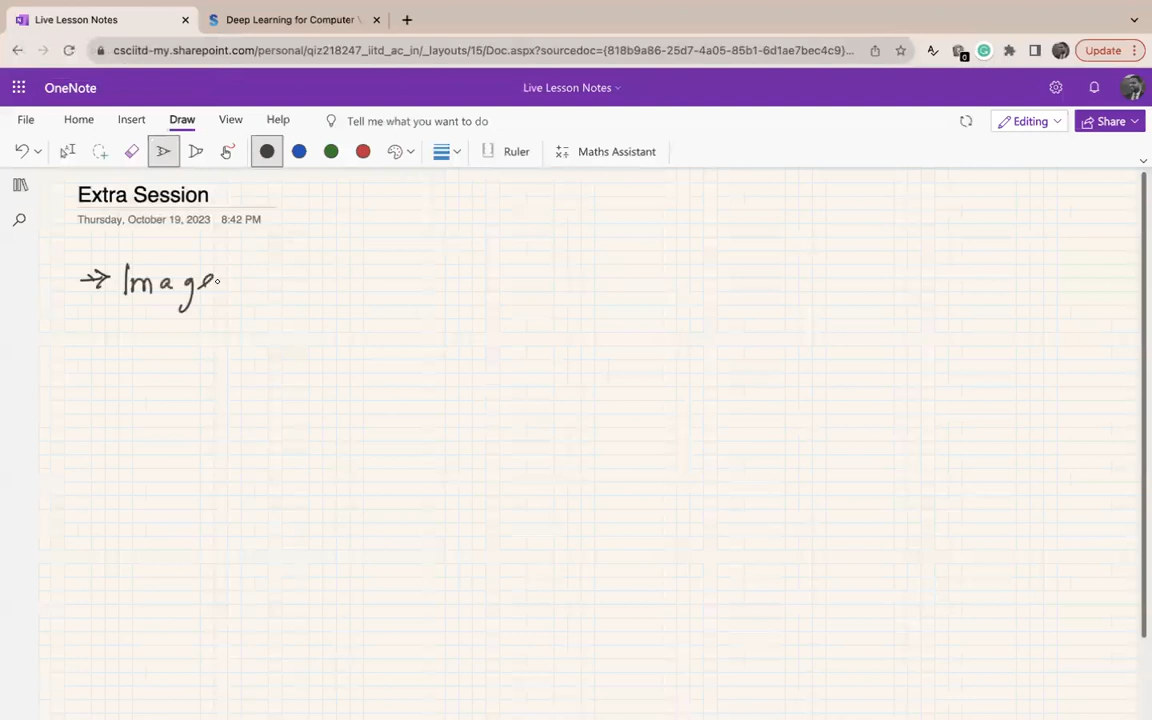 Live Lesson Notes
Deep Learning for Computer
csciitd-my.sharepoint.com/personal/qiz218247_iitd_ac_in/_layouts/15/Doc.aspx?sourcedoc={818b9a86-25d7-4a05-85b1-6d1ae7bec4c9}...
0
Update
OneNote
Live Lesson Notes
File Home Insert Draw View Help Tell me what you want to do
Editing
Share
Ruler
Maths Assistant
Extra Session
Thursday, October 19, 2023 8:42 PM
Image